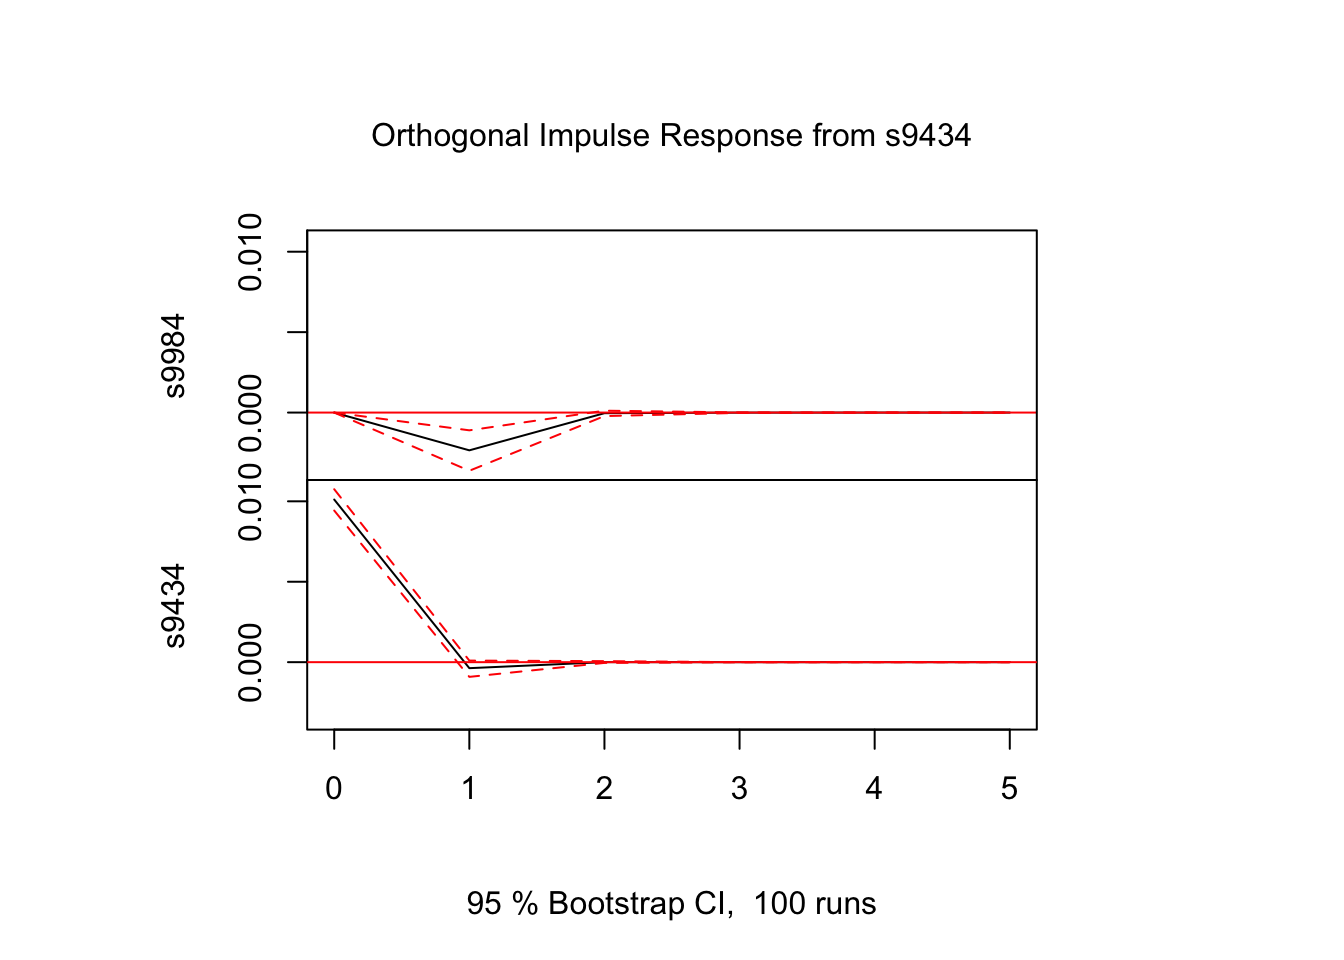 Orthogonal Impulse Response from s9434
s9984
0.010
0.000
s9434
0.010
0.000
0 1 2 3 4 5
95 % Bootstrap CI,  100 runs